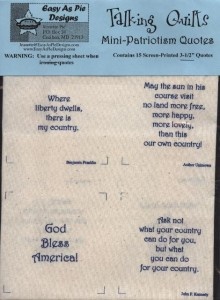 Easy As Pie
Designs
Talking Quilts
Mini-Patriotism Quotes
WARNING: Use a pressing sheet when
ironing quotes
Contains 15 Screen-Printed 3-1/2" Quotes
Where
liberty dwells,
there is
my country.
Benjamin Franklin
May the sun in his
course visit
no land more free,
more happy,
more lovely,
than this
our own country!
Author Unknown
God
Bless
America!
Ask not
what your country
can do for you,
but what
you can do
for your country.
John F. Kennedy